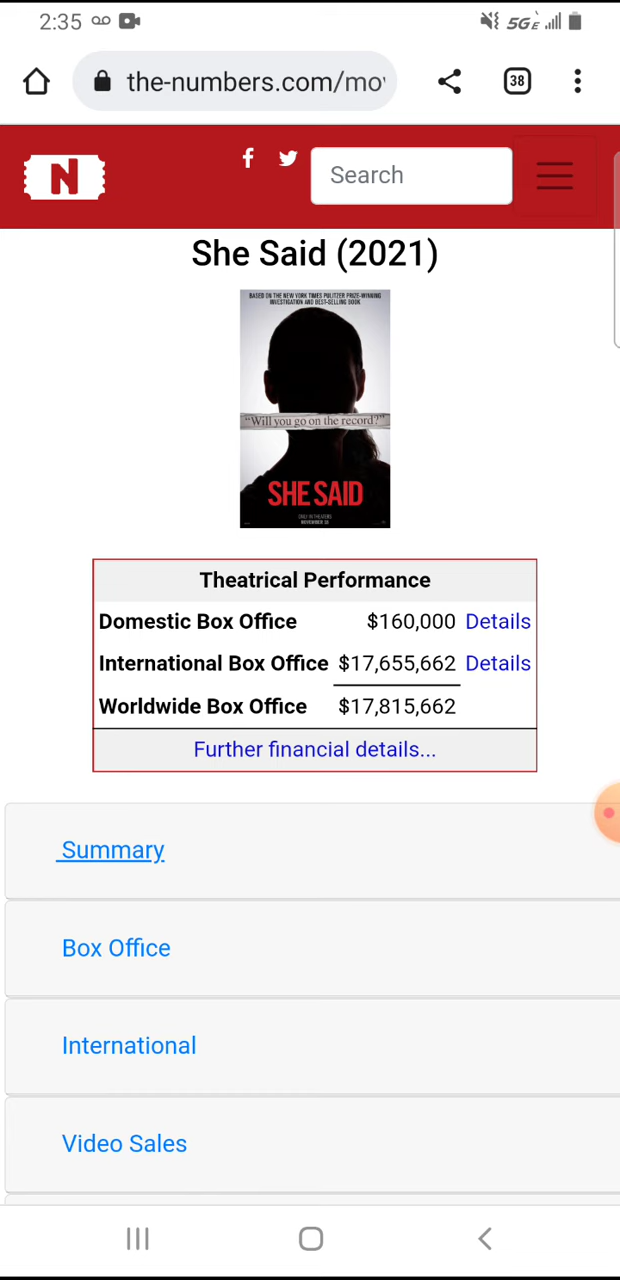 2:35
5GE
the-numbers.com/mo
38
N
f
Search
She Said (2021)
BASED ON THE NEW YORK TIMES PULITZER PRIZE-WINNING
INVESTIGATION AND BEST-SELLING BOOK
"Will you go on the record?"
SHE SAID
ONLY IN THEATERS
NOVEMBER 18
Theatrical Performance
Domestic Box Office $160,000 Details
International Box Office $17,655,662 Details
Worldwide Box Office $17,815,662
Further financial details...
Summary
Box Office
International
Video Sales